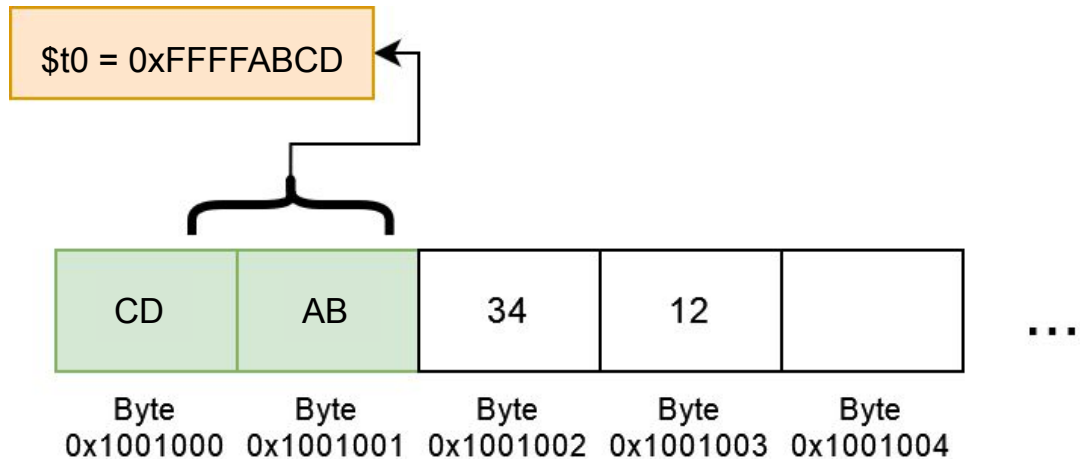 $t0 = 0xFFFFABCD
CD AB 34 12 ...
Byte Byte Byte Byte Byte
0x1001000 0x1001001 0x1001002 0x1001003 0x1001004